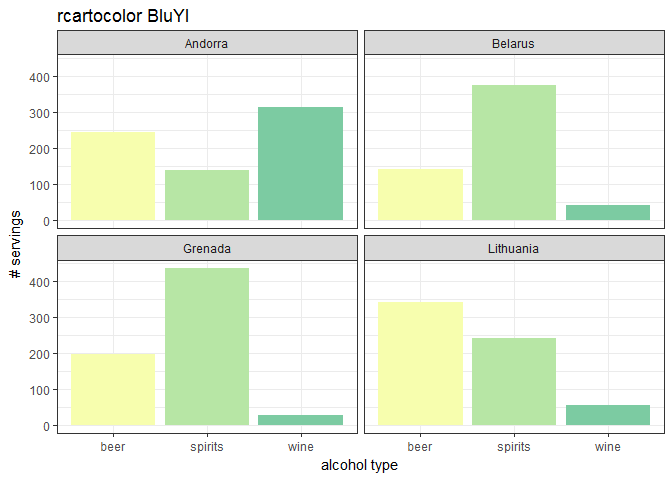 rcartocolor BluYl
Andorra
Belarus
400
300
200
100
0
Grenada
Lithuania
400
300
200
100
0
# servings
beer spirits wine beer spirits wine
alcohol type